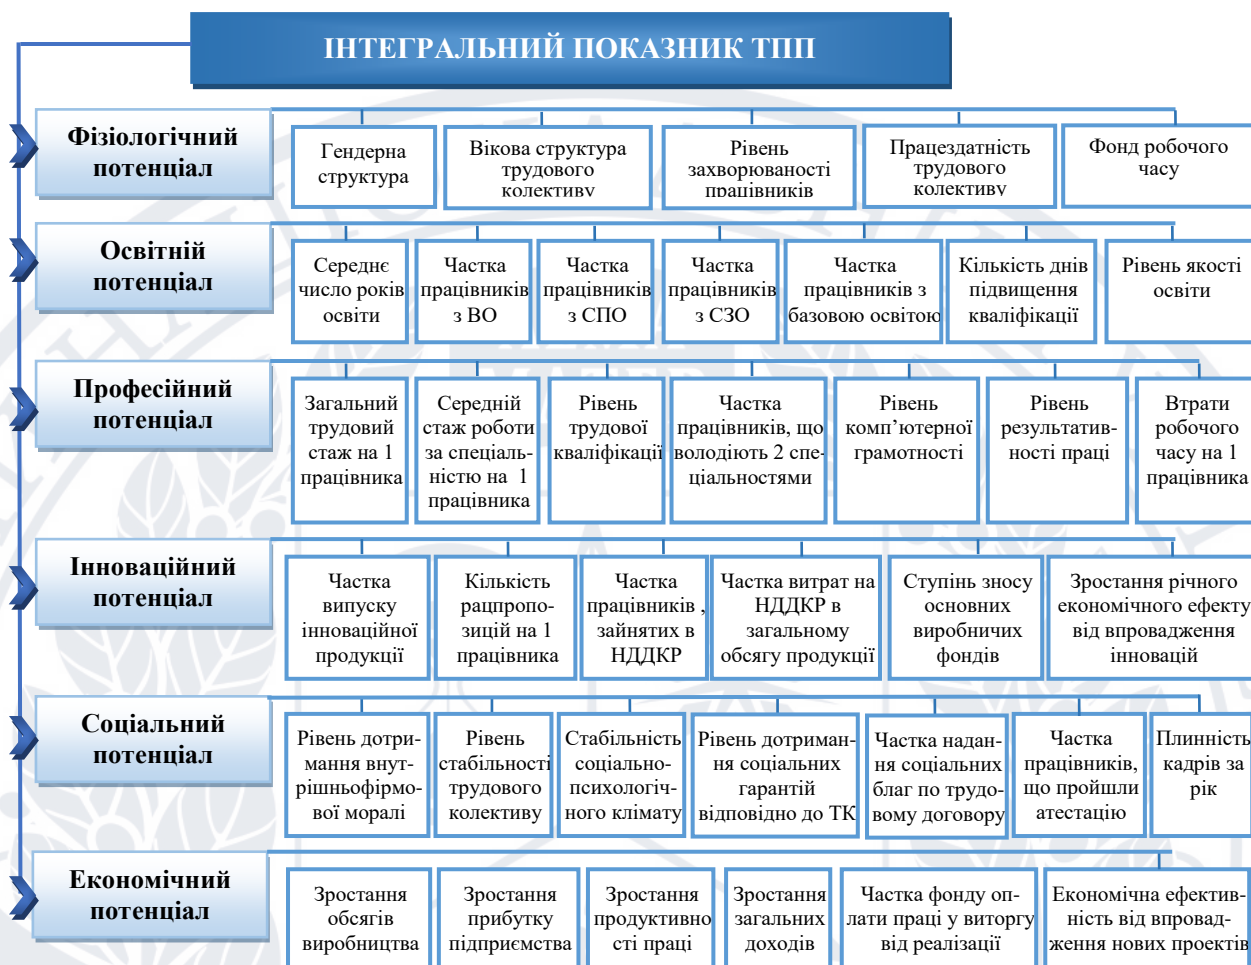 ІНТЕГРАЛЬНИЙ ПОКАЗНИК ТПП
Фізіологічний
потенціал
Гендерна
структура
Вікова структура
трудового
колективу
Рівень
захворюваності
працівників
Працездатність
трудового
колективу
Фонд робочого
часу
Освітній
потенціал
Середнє
число років
освіти
Частка
працівників
з ВО
Частка
працівників
з СПО
Частка
працівників
з СЗО
Частка
працівників з
базовою освітою
Кількість днів
підвищення
кваліфікації
Рівень якості
освіти
Професійний
потенціал
Загальний
трудовий
стаж на 1
працівника
Середній
стаж роботи
за спеціаль-
ністю на 1
працівника
Рівень
трудової
кваліфікації
Частка
працівників, що
володіють 2 спе-
ціальностями
Рівень
комп’ютерної
грамотності
Рівень
результатив-
ності праці
Втрати
робочого
часу на 1
працівника
Інноваційний
потенціал
Частка
випуску
інноваційної
продукції
Кількість
рацпропо-
зицій на 1
працівника
Частка
працівників ,
зайнятих в
НДДКР
Частка витрат на
НДДКР в
загальному
обсягу продукції
Ступінь зносу
основних
виробничих
фондів
Зростання річного
економічного ефекту
від впровадження
інновацій
Соціальний
потенціал
Рівень дотри-
мання внут-
рішньофірмо-
вої моралі
Рівень
стабільності
трудового
колективу
Стабільність
соціально-
психологіч-
ного клімату
Рівень дотриман-
ня соціальних
гарантій
відповідно до ТК
Частка надан-
ня соціальних
благ по трудо-
вому договору
Частка
працівників,
що пройшли
атестацію
Плинність
кадрів за
рік
Економічний
потенціал
Зростання
обсягів
виробництва
Зростання
прибутку
підприємства
Зростання
продуктивно
сті праці
Зростання
загальних
доходів
Частка фонду оп-
лати праці у виторгу
від реалізації
Економічна ефектив-
ність від впровад-
ження нових проектів